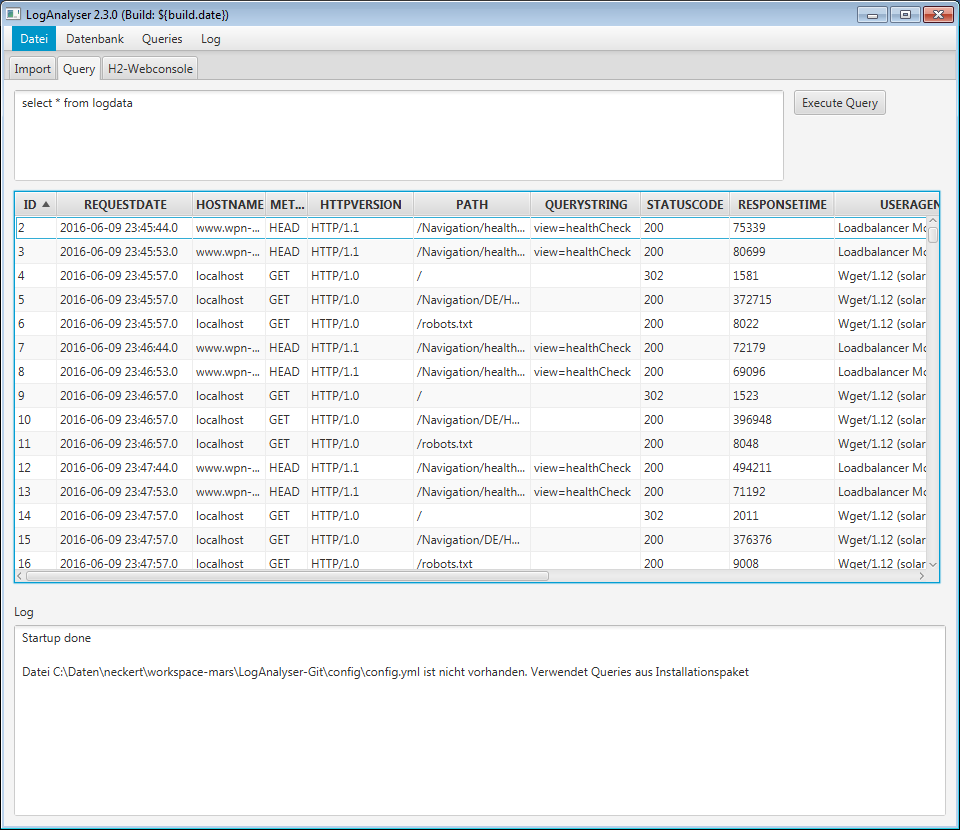 LogAnalyser 2.3.0 (Build: ${build.date})
Datei Datenbank Queries Log
Import Query H2-Webconsole
select * from logdata
Execute Query
ID REQUESTDATE HOSTNAME MET... HTTPVERSION PATH QUERYSTRING STATUSCODE RESPONSETIME USERAGEN
2 2016-06-09 23:45:44.0 www.wpn-... HEAD HTTP/1.1 /Navigation/health... view=healthCheck 200 75339 Loadbalancer Mo
3 2016-06-09 23:45:53.0 www.wpn-... HEAD HTTP/1.1 /Navigation/health... view=healthCheck 200 80699 Loadbalancer Mo
4 2016-06-09 23:45:57.0 localhost GET HTTP/1.0 / 302 1581 Wget/1.12 (solar
5 2016-06-09 23:45:57.0 localhost GET HTTP/1.0 /Navigation/DE/H... 200 372715 Wget/1.12 (solar
6 2016-06-09 23:45:57.0 localhost GET HTTP/1.0 /robots.txt 200 8022 Wget/1.12 (solar
7 2016-06-09 23:46:44.0 www.wpn-... HEAD HTTP/1.1 /Navigation/health... view=healthCheck 200 72179 Loadbalancer Mo
8 2016-06-09 23:46:53.0 www.wpn-... HEAD HTTP/1.1 /Navigation/health... view=healthCheck 200 69096 Loadbalancer Mo
9 2016-06-09 23:46:57.0 localhost GET HTTP/1.0 / 302 1523 Wget/1.12 (solar
10 2016-06-09 23:46:57.0 localhost GET HTTP/1.0 /Navigation/DE/H... 200 396948 Wget/1.12 (solar
11 2016-06-09 23:46:57.0 localhost GET HTTP/1.0 /robots.txt 200 8048 Wget/1.12 (solar
12 2016-06-09 23:47:44.0 www.wpn-... HEAD HTTP/1.1 /Navigation/health... view=healthCheck 200 494211 Loadbalancer Mo
13 2016-06-09 23:47:53.0 www.wpn-... HEAD HTTP/1.1 /Navigation/health... view=healthCheck 200 71192 Loadbalancer Mo
14 2016-06-09 23:47:57.0 localhost GET HTTP/1.0 / 302 2011 Wget/1.12 (solar
15 2016-06-09 23:47:57.0 localhost GET HTTP/1.0 /Navigation/DE/H... 200 376376 Wget/1.12 (solar
16 2016-06-09 23:47:57.0 localhost GET HTTP/1.0 /robots.txt 200 9008 Wget/1.12 (solar
Log
Startup done
Datei C:\Daten\neckert\workspace-mars\LogAnalyser-Git\config\config.yml ist nicht vorhanden. Verwendet Queries aus Installationspaket